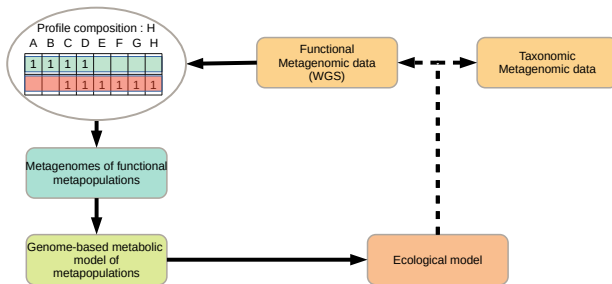 Profile composition : H
A B C D E F G H
1 1 1 1
1 1 1 1 1 1
Functional
Metagenomic data
(WGS)
Taxonomic
Metagenomic data
Metagenomes of functional
metapopulations
Genome-based metabolic
model of
metapopulations
Ecological model